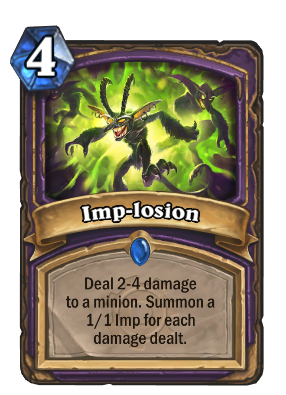 4
Imp-losion
Deal 2-4 damage
to a minion. Summon a
1/1 Imp for each
damage dealt.